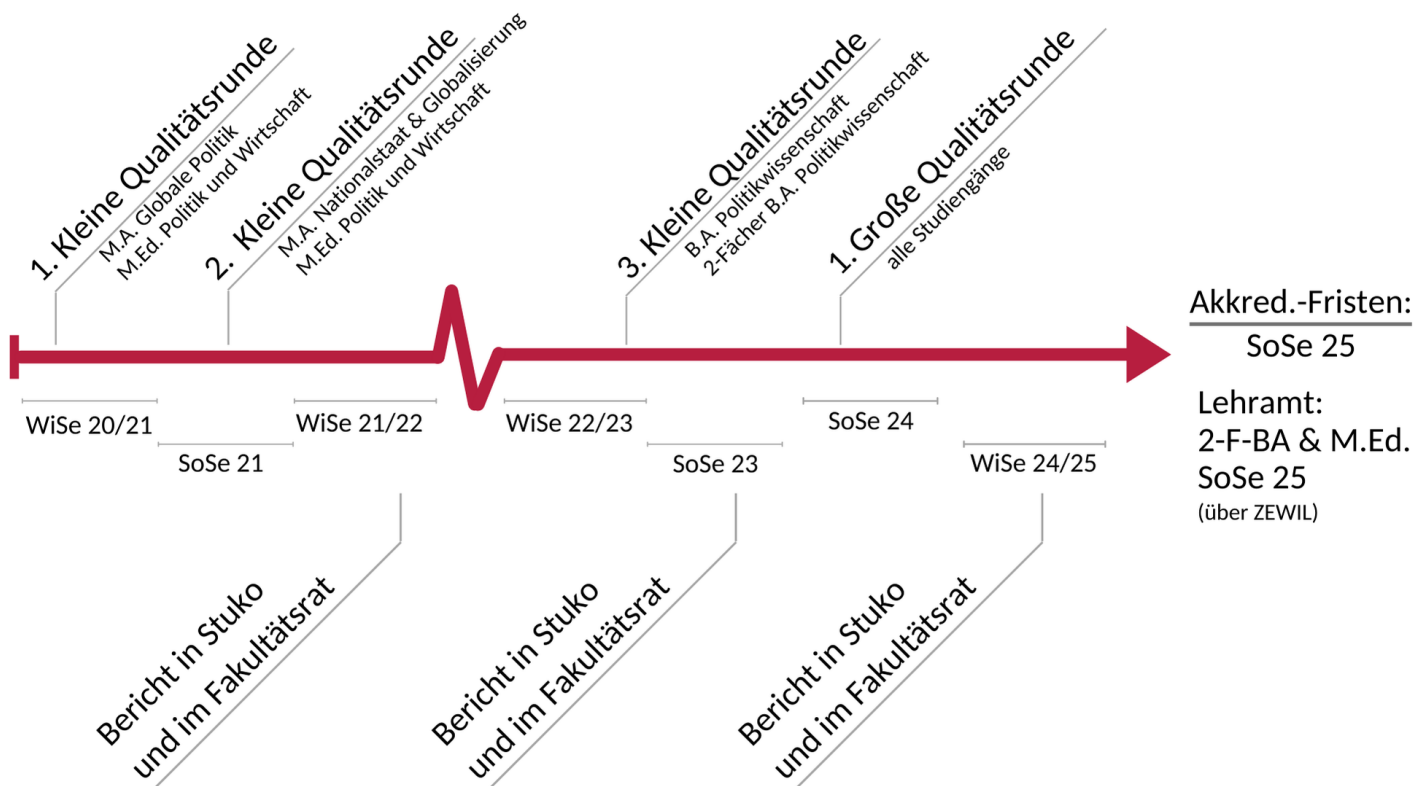 1. Kleine Qualitätsrunde
M.A. Globale Politik
M.Ed. Politik und Wirtschaft
2. Kleine Qualitätsrunde
M.A. Nationalstaat & Globalisierung
M.Ed. Politik und Wirtschaft
3. Kleine Qualitätsrunde
B.A. Politikwissenschaft
2-Fächer B.A. Politikwissenschaft
1. Große Qualitätsrunde
alle Studiengänge
Akkred.-Fristen:
SoSe 25
Lehramt:
2-F-BA & M.Ed.
SoSe 25
(über ZEWIL)
WiSe 20/21
SoSe 21
WiSe 21/22
WiSe 22/23
SoSe 23
SoSe 24
WiSe 24/25
Bericht in Stuko
und im Fakultätsrat
Bericht in Stuko
und im Fakultätsrat
Bericht in Stuko
und im Fakultätsrat